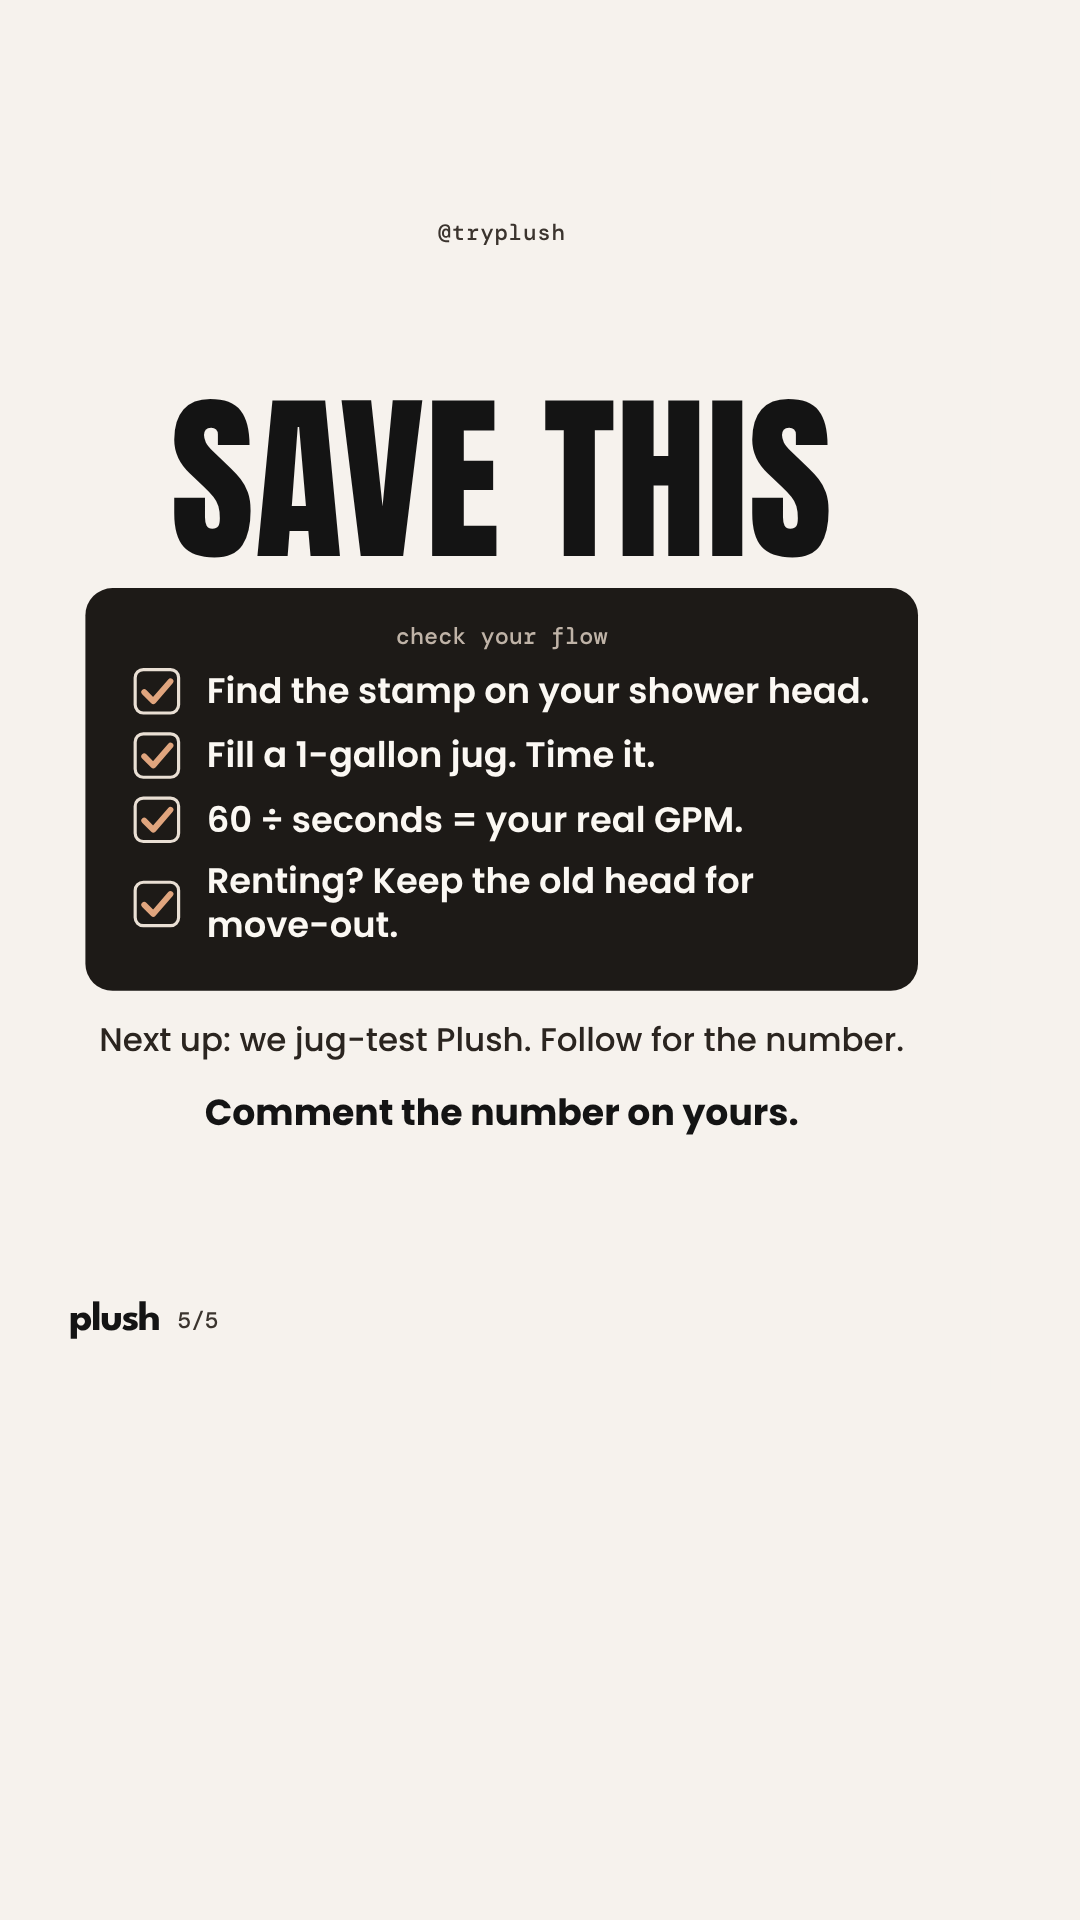 @tryplush
SAVE THIS
check your flow
Find the stamp on your shower head.
Fill a 1-gallon jug. Time it.
60 ÷ seconds = your real GPM.
Renting? Keep the old head for
move-out.
Next up: we jug-test Plush. Follow for the number.
Comment the number on yours.
plush 5/5